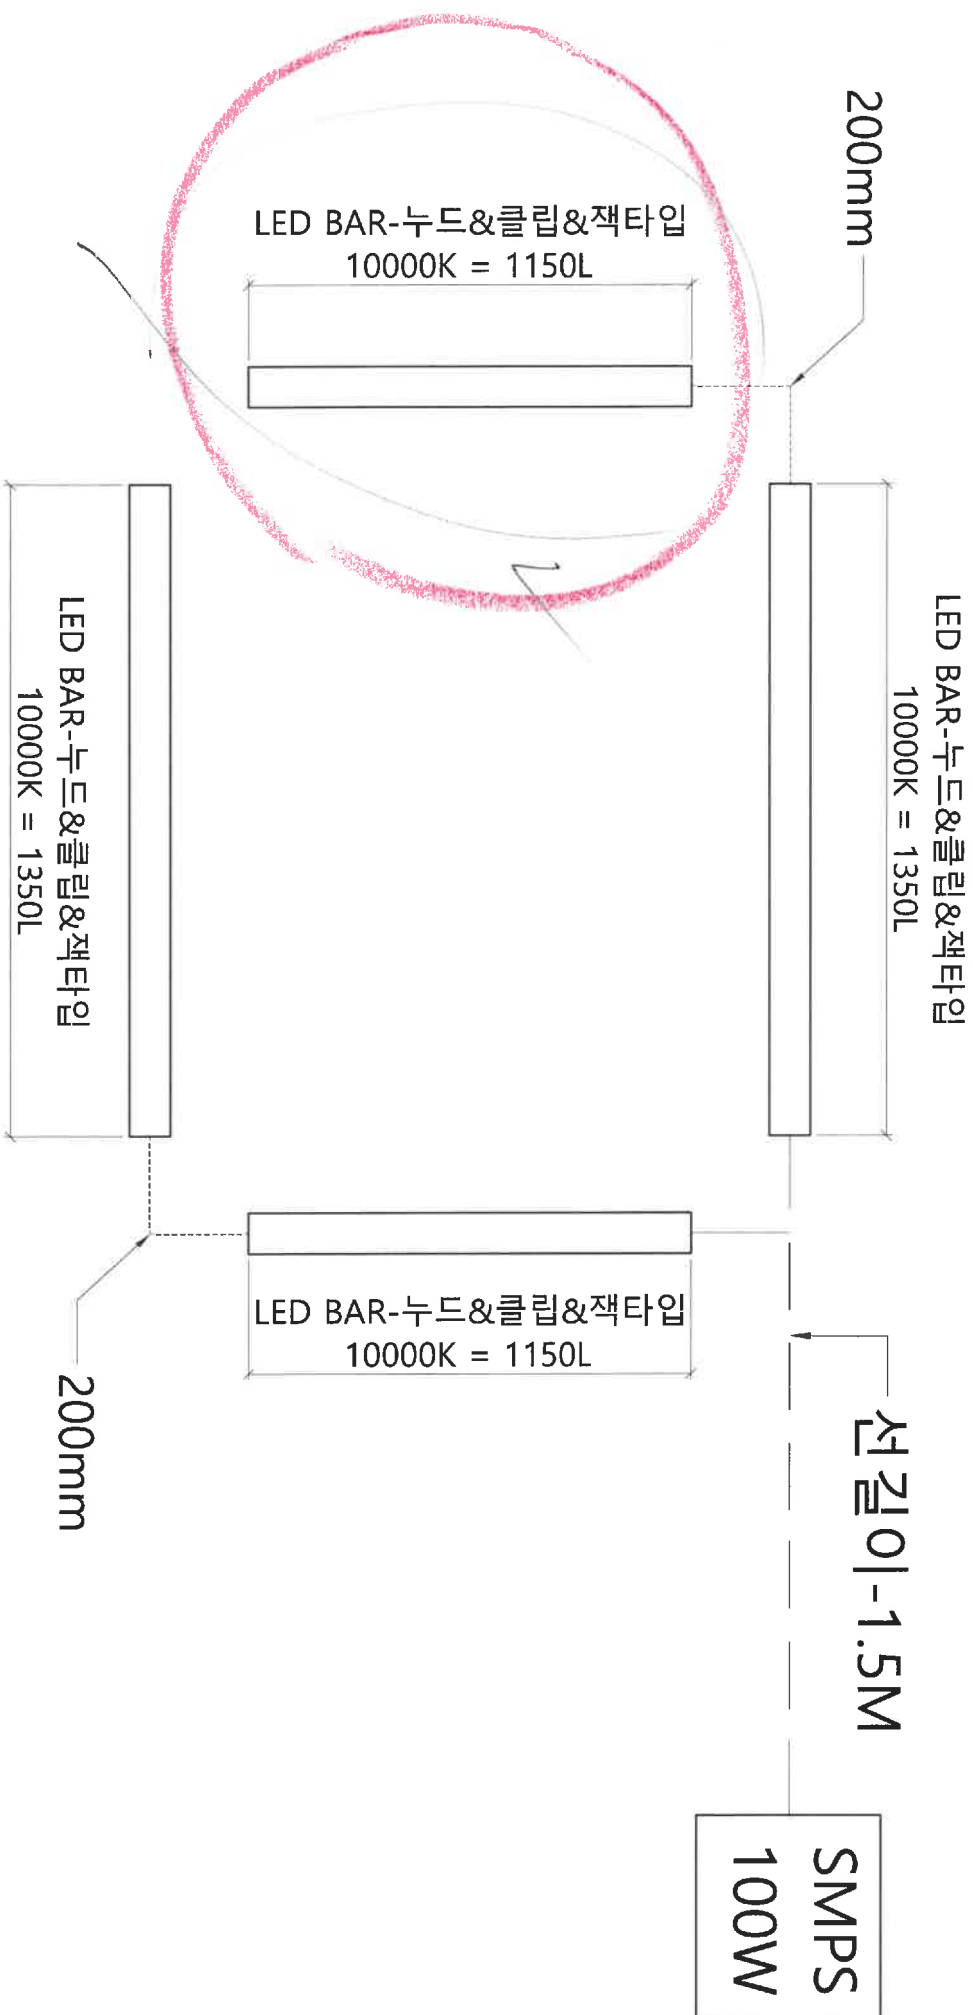 200mm
LED BAR-누드&클립&잭타입
10000K = 1150L
LED BAR-누드&클립&잭타입
10000K = 1350L
LED BAR-누드&클립&잭타입
10000K = 1350L
LED BAR-누드&클립&잭타입
10000K = 1150L
200mm
선길이-1.5M
SMPS
100W